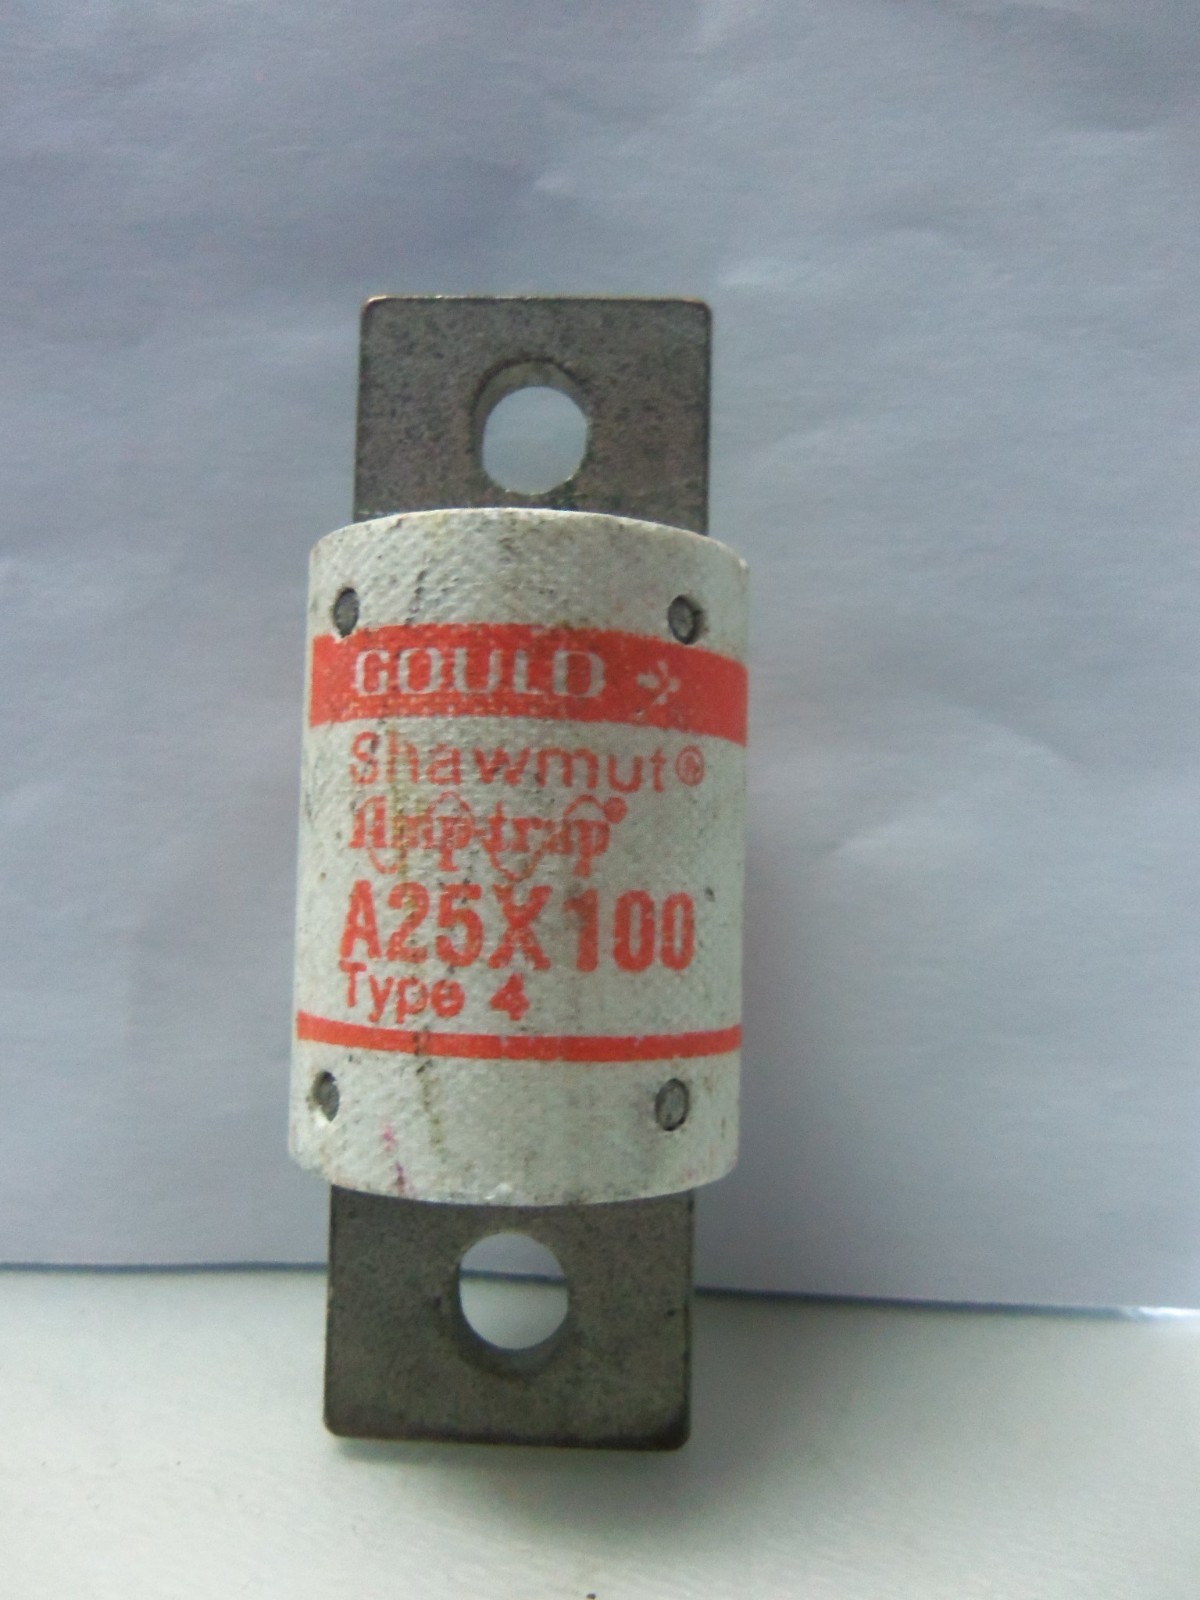 GOULD
Shawmut®
Amp-trap®
A25X100
Type 4